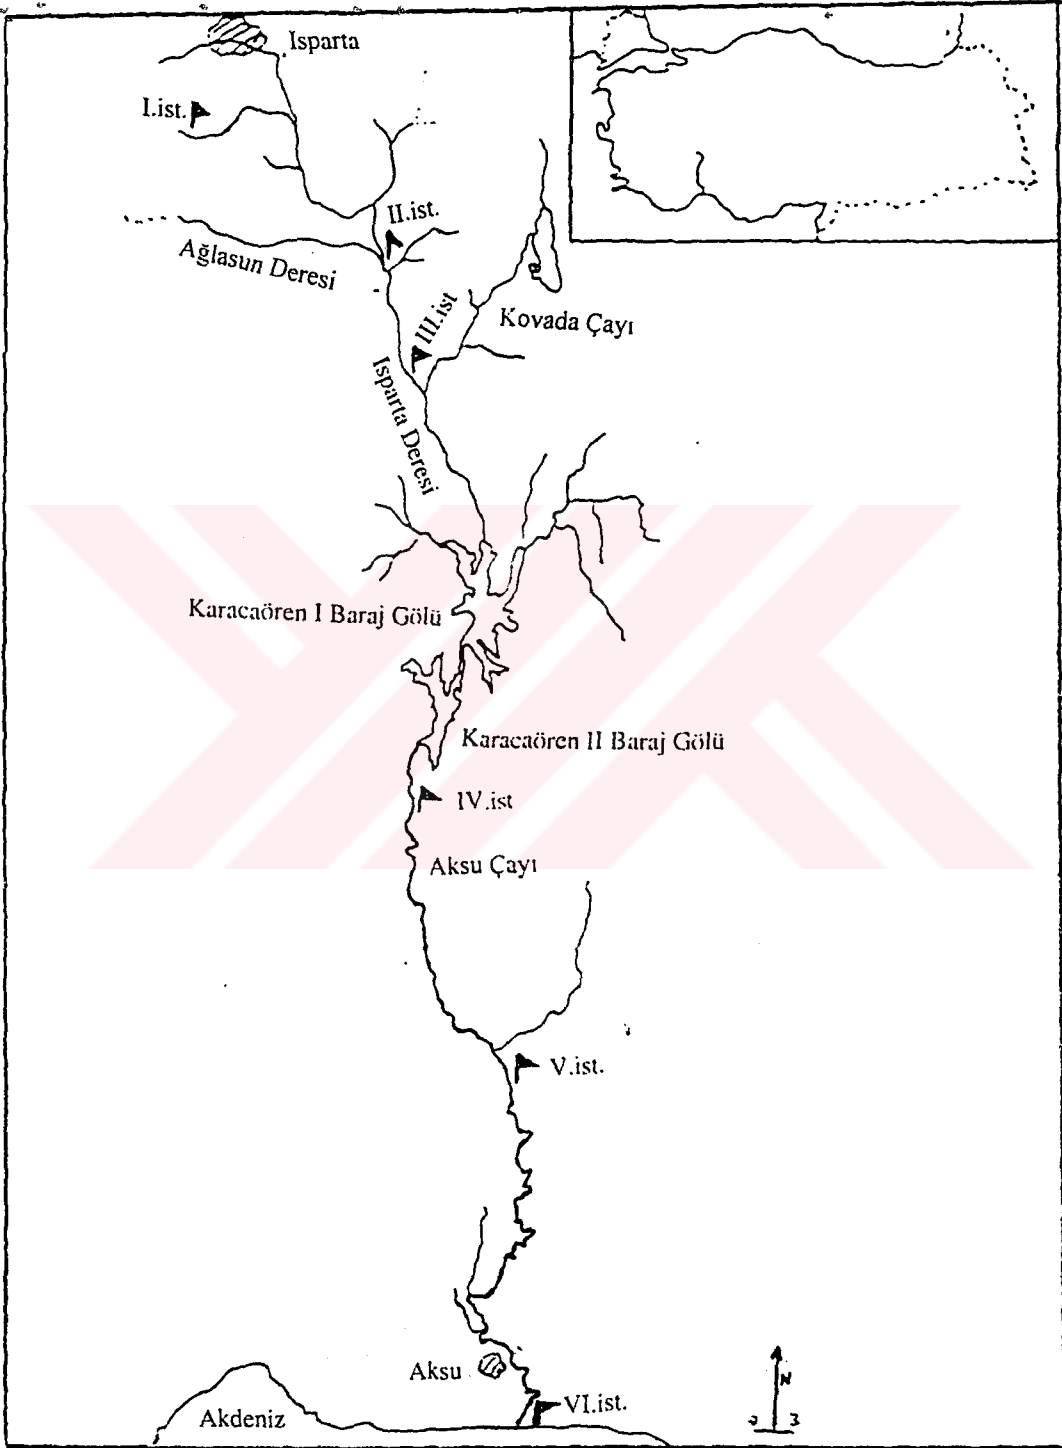 Isparta
I.ist.
II.ist.
Ağlasun Deresi
III.ist
Kovada Çayı
Isparta Deresi
Karacaören I Baraj Gölü
Karacaören II Baraj Gölü
IV.ist
Aksu Çayı
V.ist.
Aksu
VI.ist.
Akdeniz
N